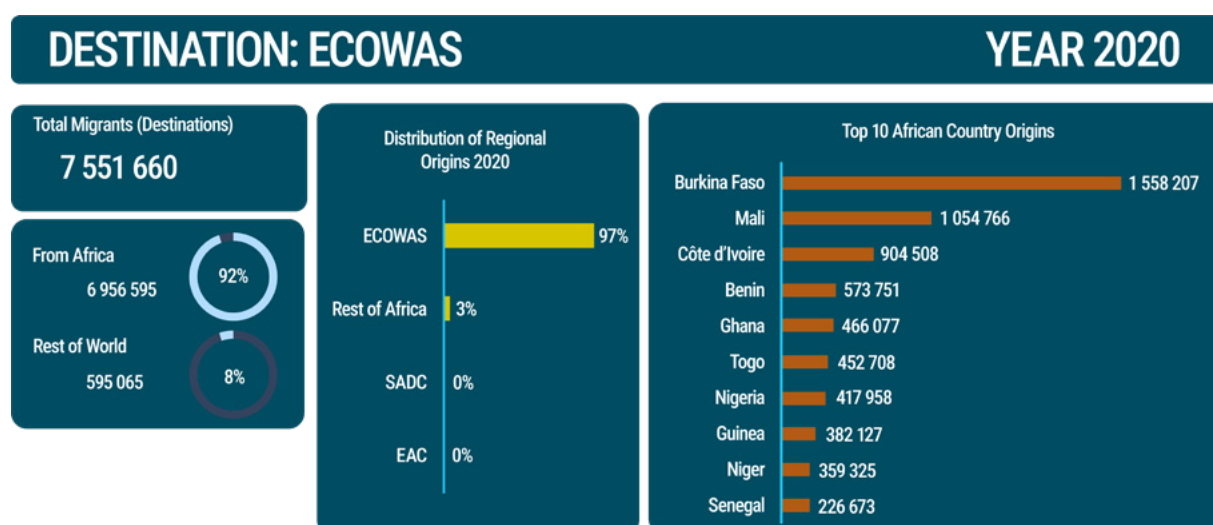 DESTINATION: ECOWAS
YEAR 2020
Total Migrants (Destinations)
7 551 660
From Africa
6 956 595
92%
Rest of World
595 065
8%
Distribution of Regional
Origins 2020
ECOWAS 97%
Rest of Africa 3%
SADC 0%
EAC 0%
Top 10 African Country Origins
Burkina Faso 1 558 207
Mali 1 054 766
Côte d'Ivoire 904 508
Benin 573 751
Ghana 466 077
Togo 452 708
Nigeria 417 958
Guinea 382 127
Niger 359 325
Senegal 226 673